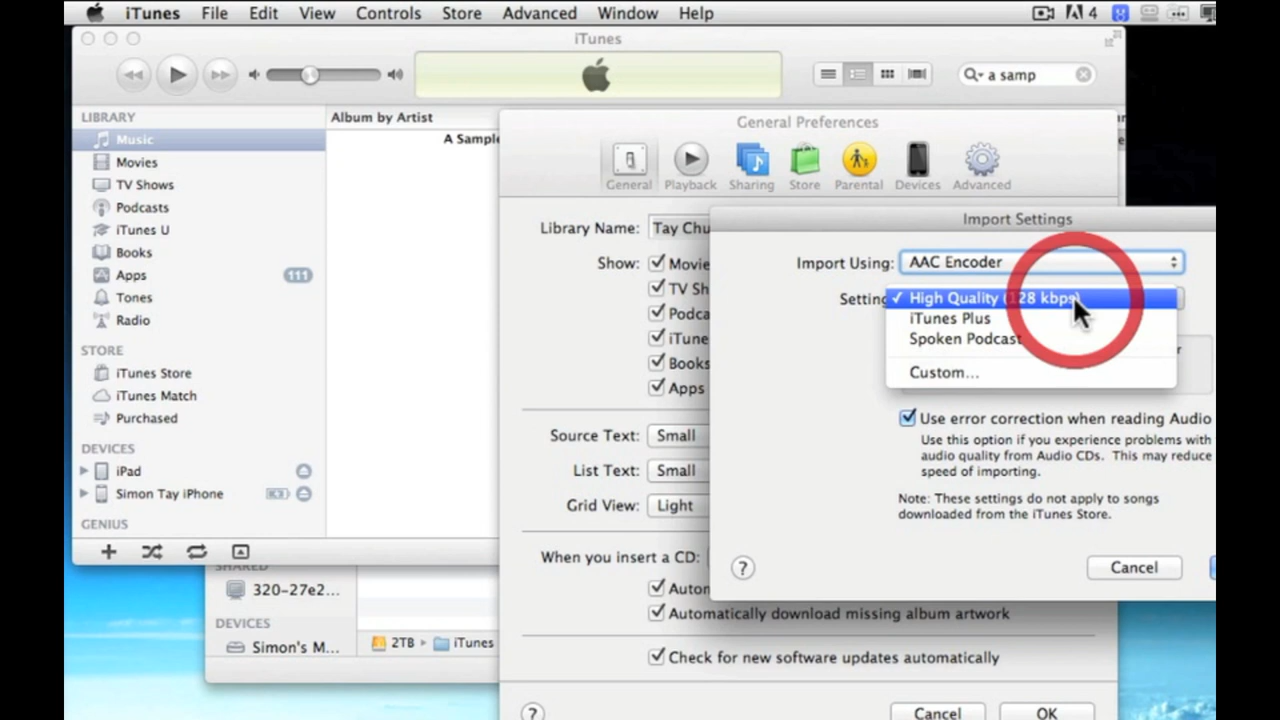 iTunes File Edit View Controls Store Advanced Window Help 4
iTunes
a samp
LIBRARY
Music
Movies
TV Shows
Podcasts
iTunes U
Books
Apps 111
Tones
Radio
STORE
iTunes Store
iTunes Match
Purchased
DEVICES
iPad
Simon Tay iPhone
GENIUS
Album by Artist
A Sample
General Preferences
General Playback Sharing Store Parental Devices Advanced
Library Name: Tay Chu
Show: Movie
TV Sh
Podca
iTune
Books
Apps
Source Text: Small
List Text: Small
Grid View: Light
When you insert a CD:
Auton
Automatically download missing album artwork
Check for new software updates automatically
? Cancel OK
Import Settings
Import Using: AAC Encoder
Setting ✓ High Quality (128 kbps)
iTunes Plus
Spoken Podcast
Custom...
Use error correction when reading Audio
Use this option if you experience problems with
audio quality from Audio CDs. This may reduce
speed of importing.
Note: These settings do not apply to songs
downloaded from the iTunes Store.
? Cancel
SHARED
320-27e2...
DEVICES
Simon's M...
2TB ▸ iTunes